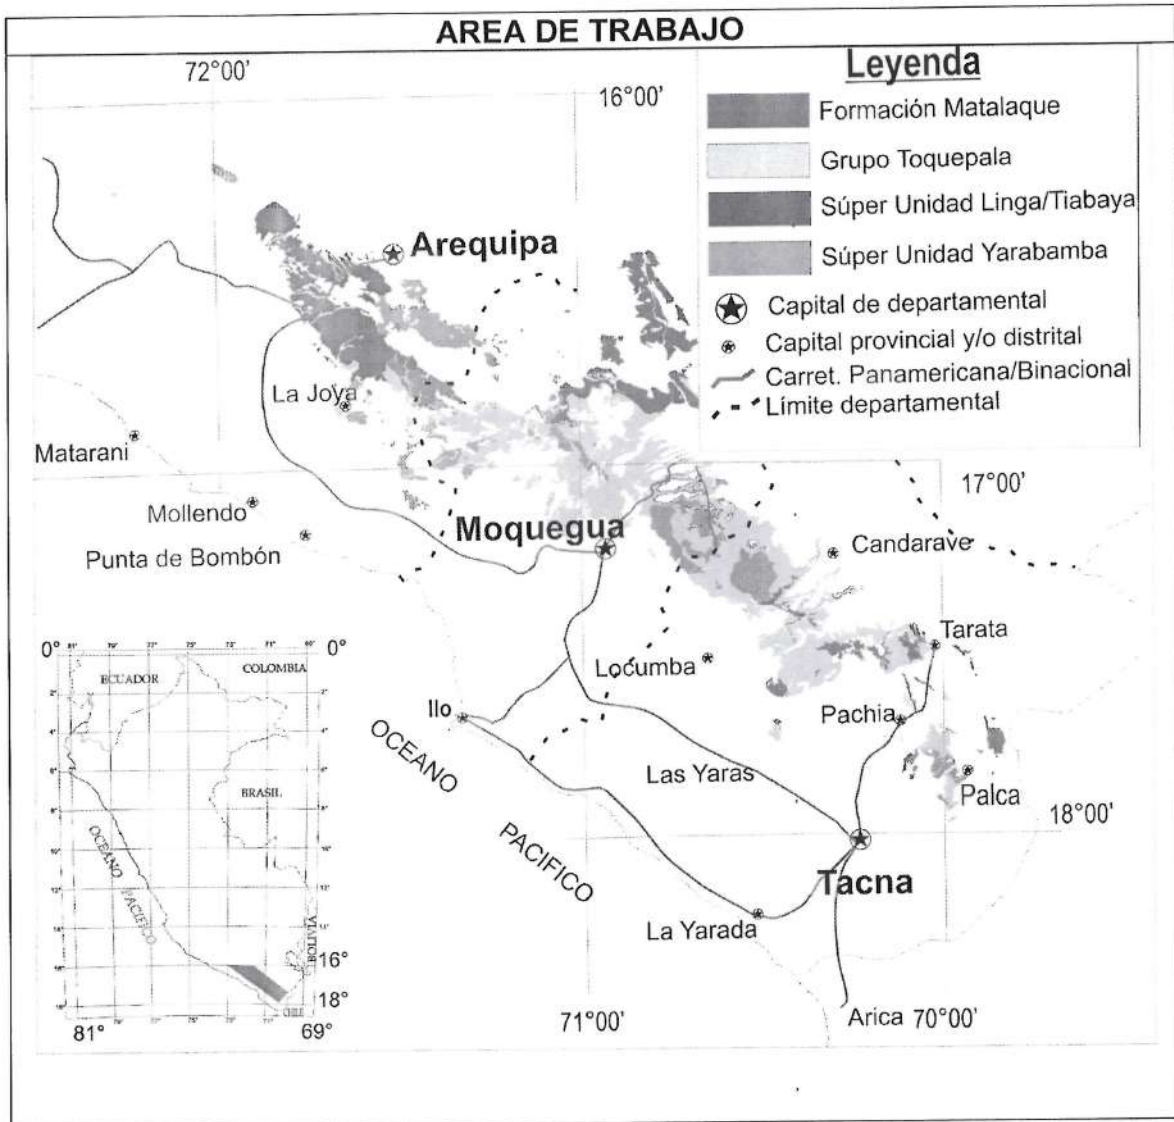 AREA DE TRABAJO
72°00'
16°00'
Leyenda
Formación Matalaque
Grupo Toquepala
Súper Unidad Linga/Tiabaya
Súper Unidad Yarabamba
Capital de departamental
Capital provincial y/o distrital
Carret. Panamericana/Binacional
Límite departamental
Arequipa
La Joya
Matarani
Mollendo
Punta de Bombón
Moquegua
17°00'
Candarave
Tarata
Locumba
Pachia
Ilo
OCEANO
PACIFICO
Las Yaras
Palca
18°00'
Tacna
La Yarada
Arica
71°00'
70°00'
0°
0°
ECUADOR
COLOMBIA
BRASIL
OCEANO
PACIFICO
BOLIVIA
16°
18°
CHILE
81°
69°